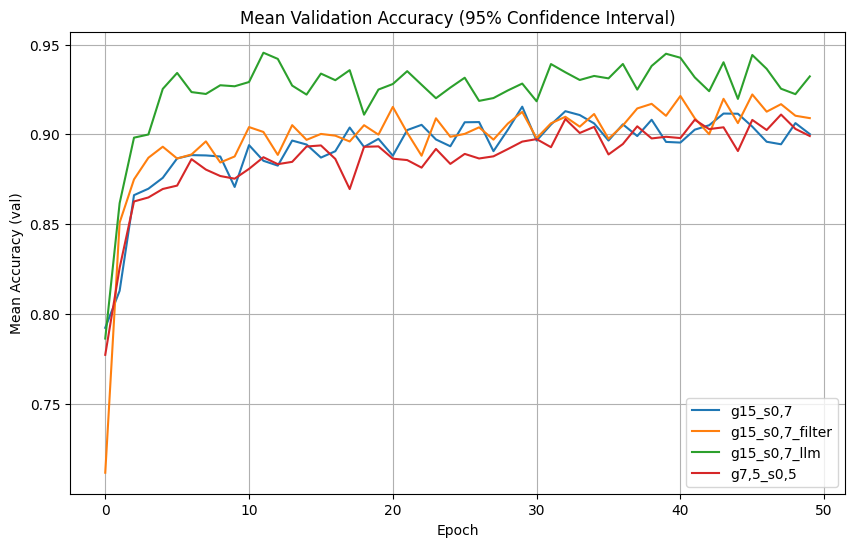 Mean Validation Accuracy (95% Confidence Interval)
Mean Accuracy (val)
0.95
0.90
0.85
0.80
0.75
0
10
20
30
40
50
Epoch
g15_s0,7
g15_s0,7_filter
g15_s0,7_llm
g7,5_s0,5